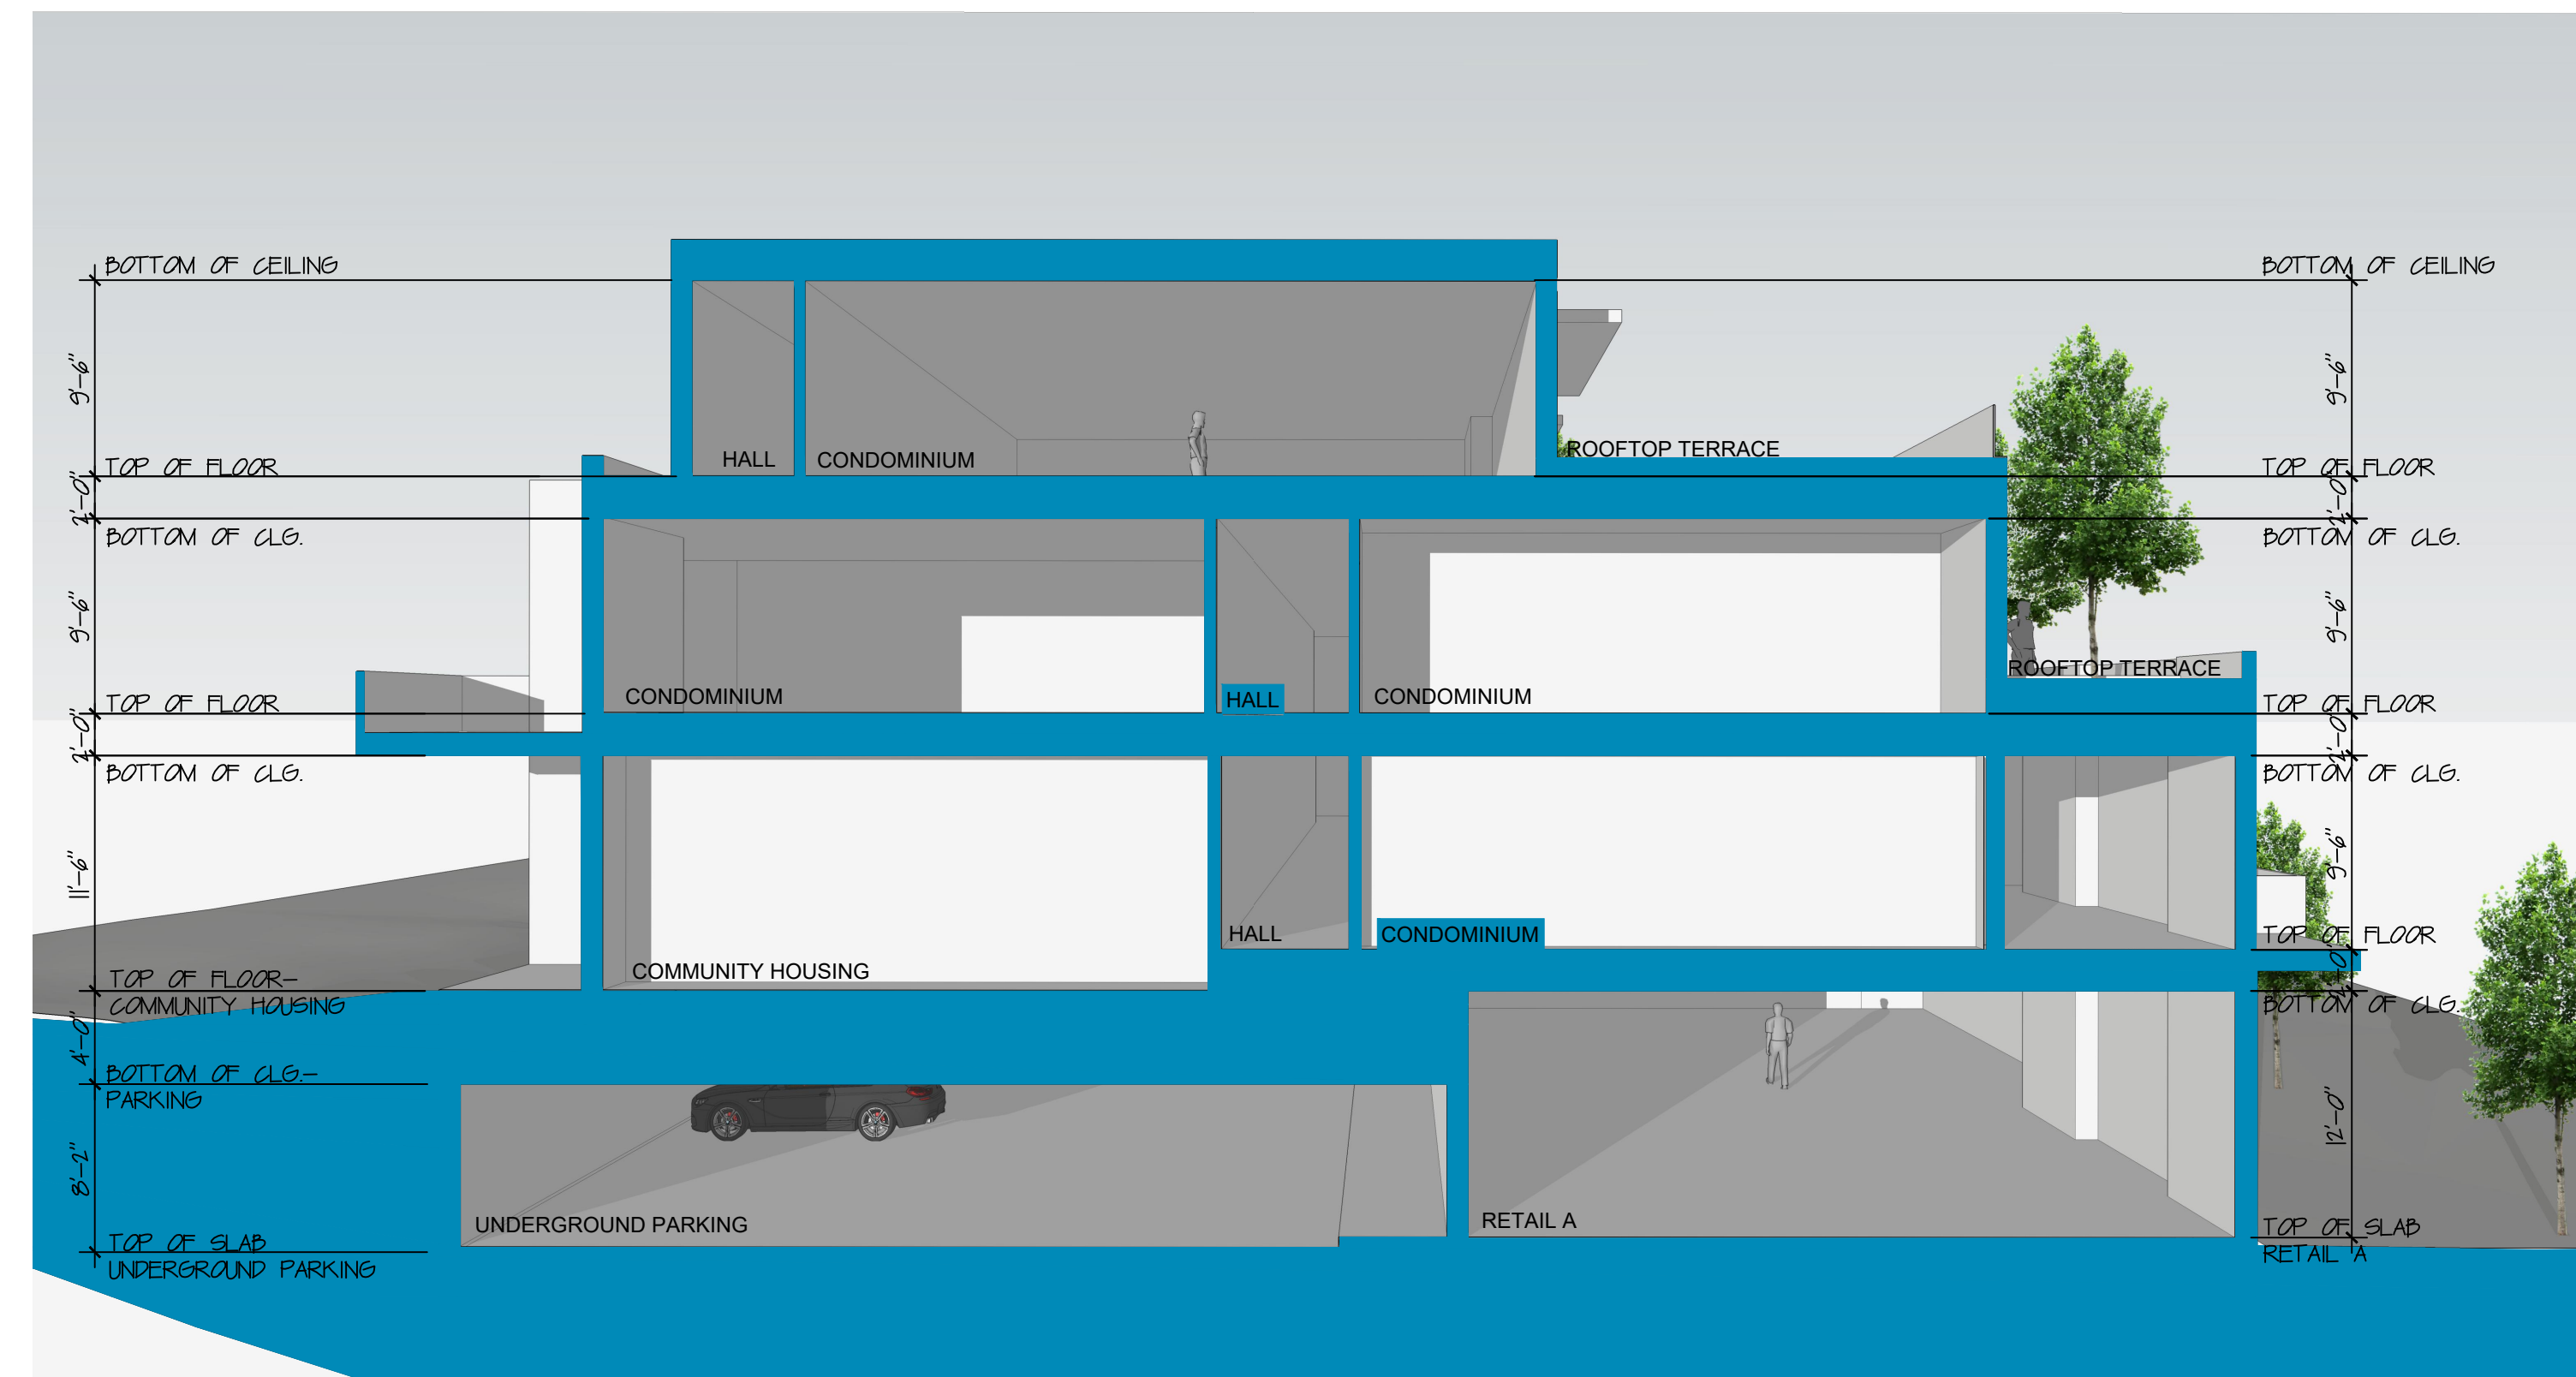 BOTTOM OF CEILING
BOTTOM OF CEILING
9'-6"
9'-6"
HALL
CONDOMINIUM
ROOFTOP TERRACE
TOP OF FLOOR
TOP OF FLOOR
2'-0"
2'-0"
BOTTOM OF CLG.
BOTTOM OF CLG.
9'-6"
9'-6"
CONDOMINIUM
HALL
CONDOMINIUM
ROOFTOP TERRACE
TOP OF FLOOR
TOP OF FLOOR
2'-0"
2'-0"
BOTTOM OF CLG.
BOTTOM OF CLG.
11'-6"
9'-6"
HALL
CONDOMINIUM
TOP OF FLOOR
COMMUNITY HOUSING
TOP OF FLOOR-
COMMUNITY HOUSING
BOTTOM OF CLG.
4'-0"
BOTTOM OF CLG.-
PARKING
8'-2"
12'-0"
UNDERGROUND PARKING
RETAIL A
TOP OF SLAB
UNDERGROUND PARKING
TOP OF SLAB
RETAIL A